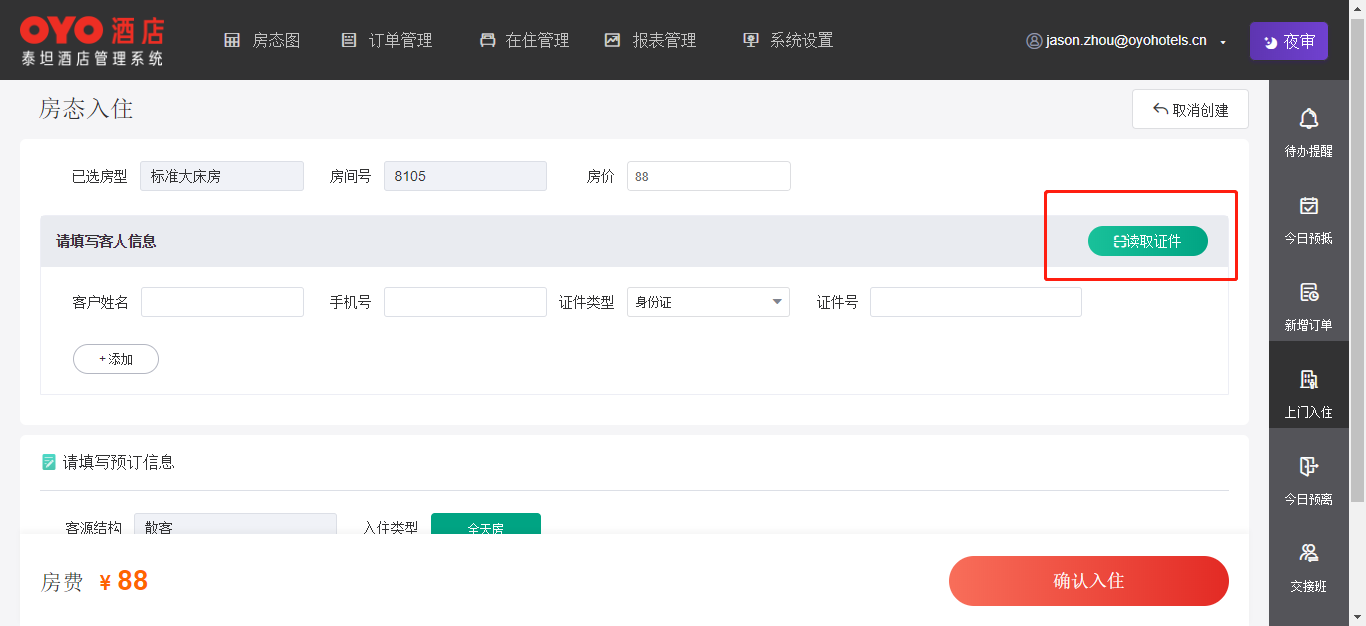 OYO 酒店
泰坦酒店管理系统
房态图 订单管理 在住管理 报表管理 系统设置
jason.zhou@oyohotels.cn
夜审
房态入住
取消创建
已选房型 标准大床房 房间号 8105 房价 88
请填写客人信息
读取证件
客户姓名 手机号 证件类型 身份证 证件号
+ 添加
请填写预订信息
客源结构 散客 入住类型 全天房
房费 ¥ 88
确认入住
待办提醒
今日预抵
新增订单
上门入住
今日预离
交接班